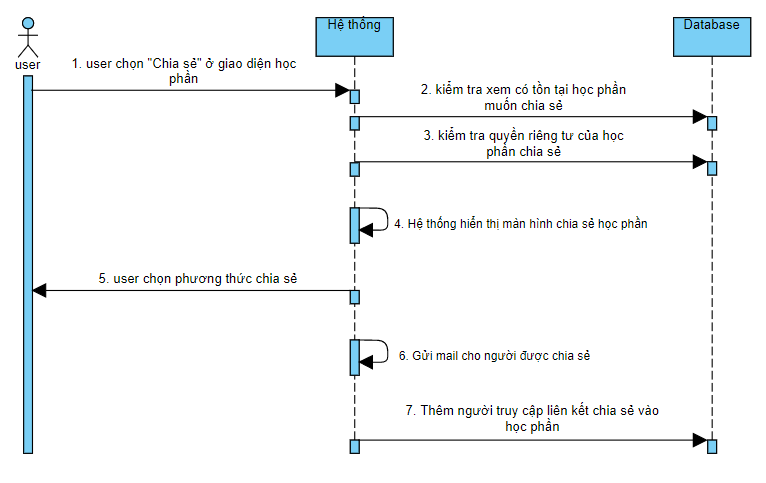 Hệ thống
Database
user
1. user chọn "Chia sẻ" ở giao diện học
phần
2. kiểm tra xem có tồn tại học phần
muốn chia sẻ
3. kiểm tra quyền riêng tư của học
phần chia sẻ
4. Hệ thống hiển thị màn hình chia sẻ học phần
5. user chọn phương thức chia sẻ
6. Gửi mail cho người được chia sẻ
7. Thêm người truy cập liên kết chia sẻ vào
học phần